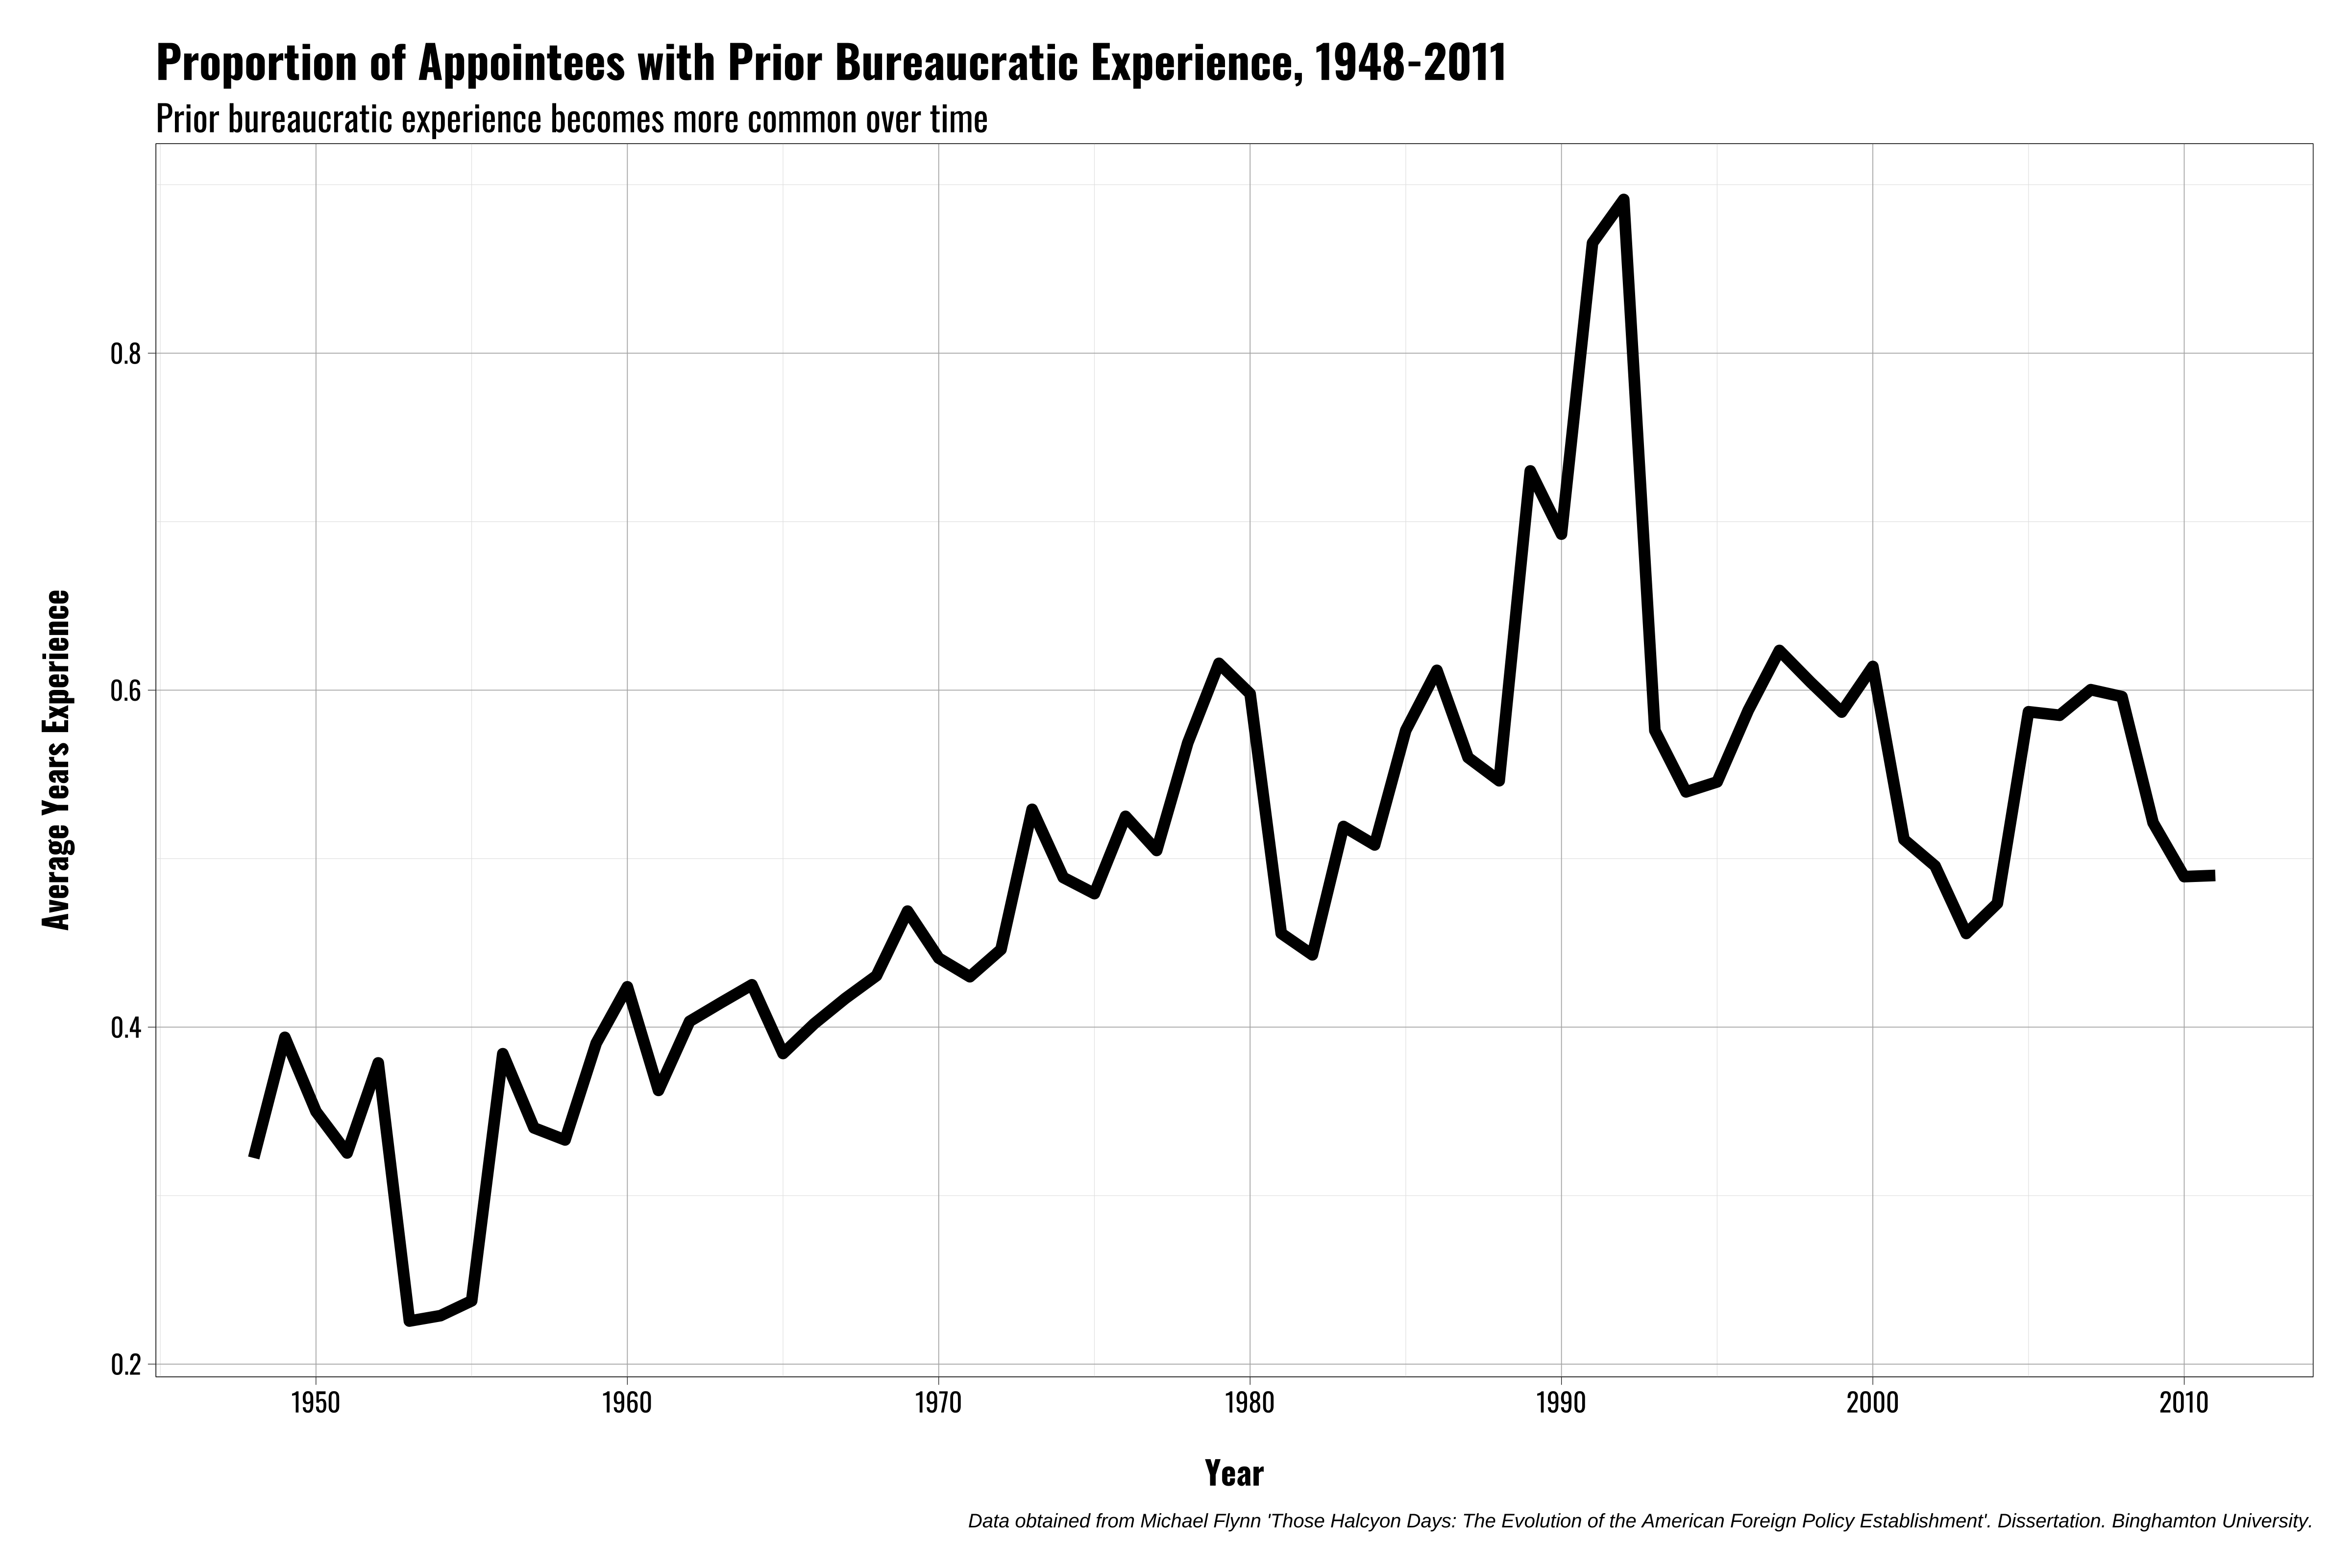 Proportion of Appointees with Prior Bureaucratic Experience, 1948-2011
Prior bureaucratic experience becomes more common over time
Average Years Experience
0.8
0.6
0.4
0.2
1950 1960 1970 1980 1990 2000 2010
Year
Data obtained from Michael Flynn 'Those Halcyon Days: The Evolution of the American Foreign Policy Establishment'. Dissertation. Binghamton University.